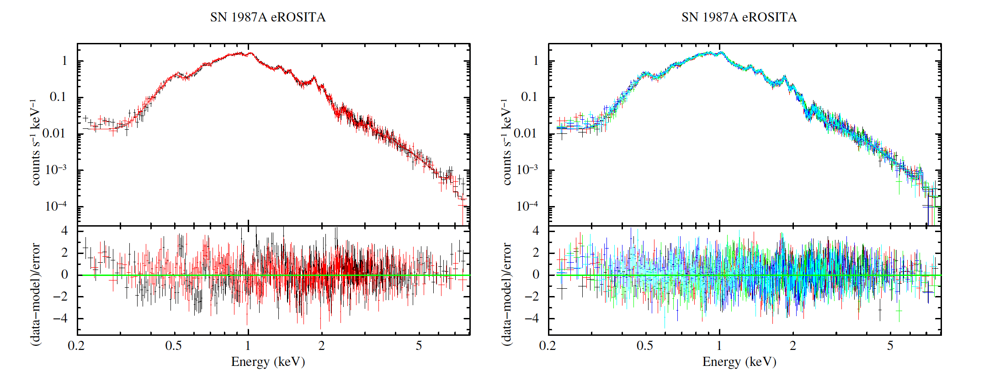 SN 1987A eROSITA
counts s⁻¹ keV⁻¹
1
0.1
0.01
10⁻³
10⁻⁴
(data−model)/error
4
2
0
−2
−4
0.2 0.5 1 2 5
Energy (keV)
SN 1987A eROSITA
counts s⁻¹ keV⁻¹
1
0.1
0.01
10⁻³
10⁻⁴
(data−model)/error
4
2
0
−2
−4
0.2 0.5 1 2 5
Energy (keV)